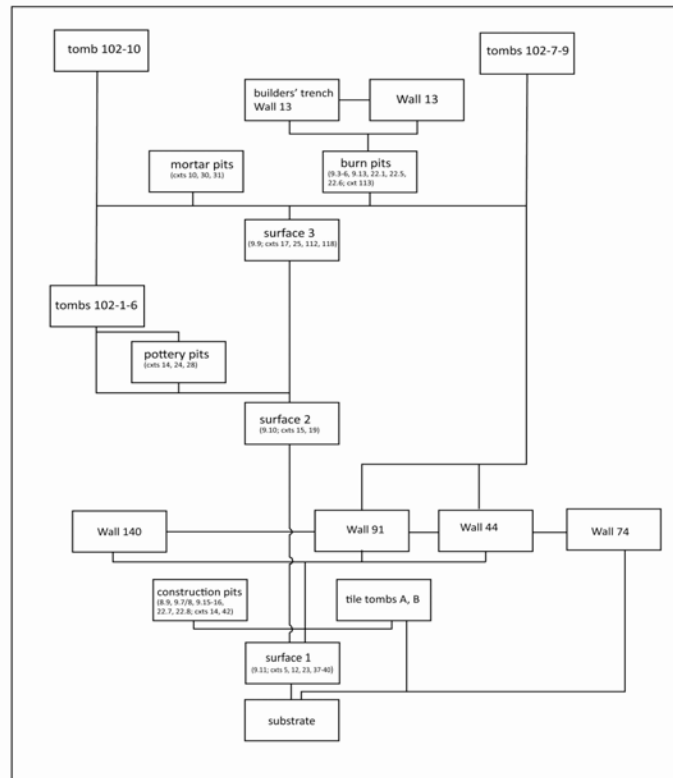 tomb 102-10
tombs 102-7-9
builders' trench
Wall 13
Wall 13
mortar pits
(cxts 10, 30, 31)
burn pits
(9.3-6, 9.13, 22.1, 22.5,
22.6; cxt 113)
surface 3
(9.9; cxts 17, 25, 112, 118)
tombs 102-1-6
pottery pits
(cxts 14, 24, 28)
surface 2
(9.10; cxts 15, 19)
Wall 140
Wall 91
Wall 44
Wall 74
construction pits
(8.9, 9.7/8, 9.15-16,
22.7, 22.8; cxts 14, 42)
tile tombs A, B
surface 1
(9.11; cxts 5, 12, 23, 37-40)
substrate